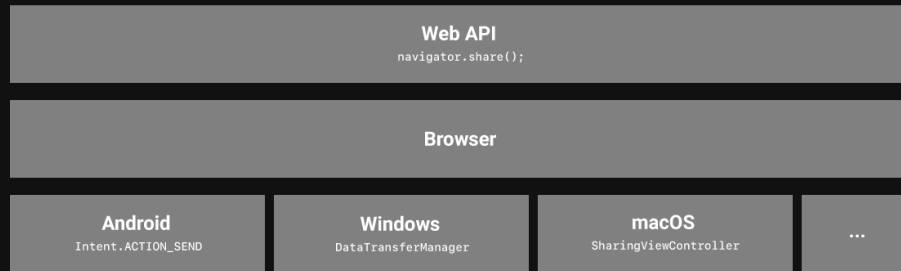 Web API
navigator.share();
Browser
Android
Intent.ACTION_SEND
Windows
DataTransferManager
macOS
SharingViewController
...